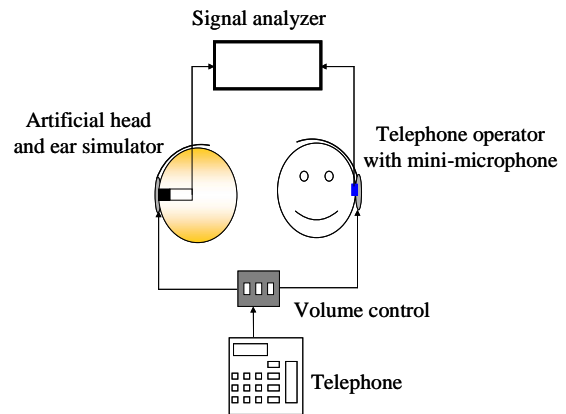 Signal analyzer
Artificial head
and ear simulator
Telephone operator
with mini-microphone
Volume control
Telephone